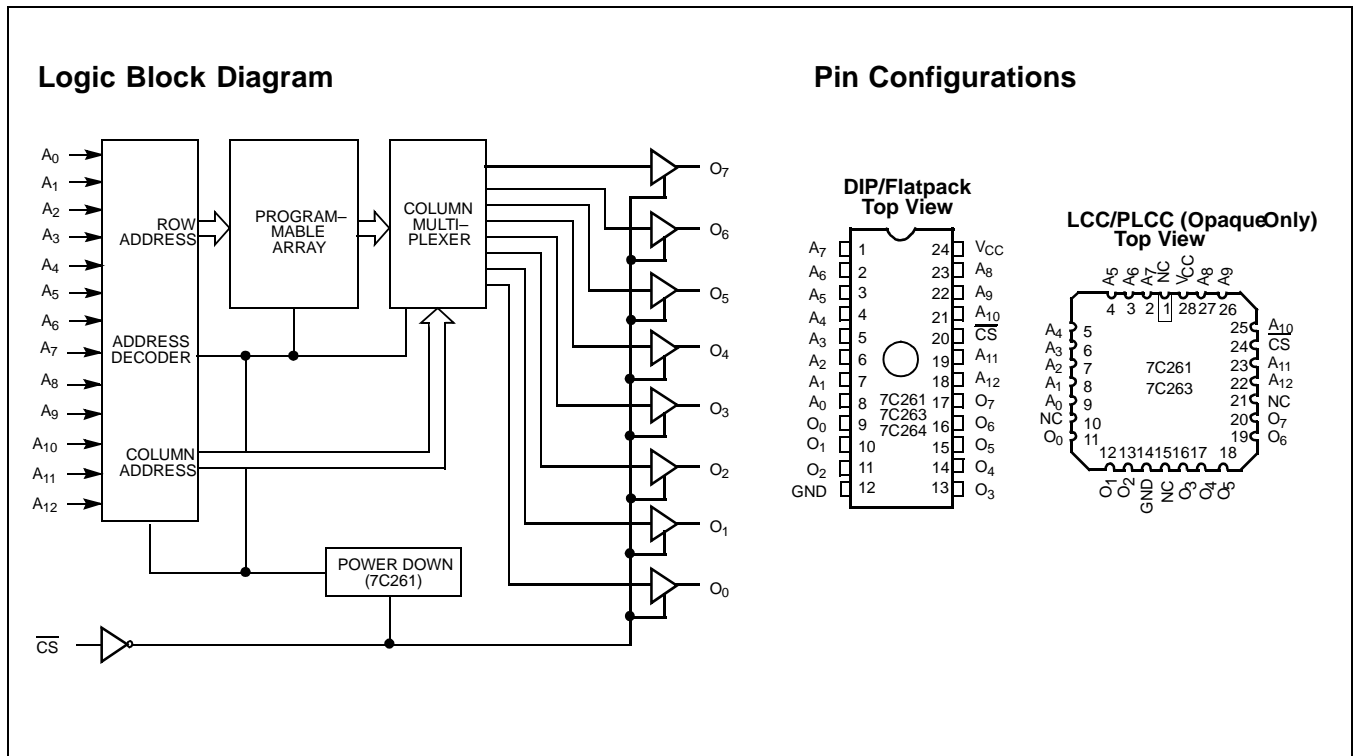 Logic Block Diagram
Pin Configurations
A0
A1
A2
A3
A4
A5
A6
A7
A8
A9
A10
A11
A12
ROW
ADDRESS
ADDRESS
DECODER
COLUMN
ADDRESS
PROGRAM–
MABLE
ARRAY
COLUMN
MULTI–
PLEXER
POWER DOWN
(7C261)
CS
O7
O6
O5
O4
O3
O2
O1
O0
DIP/Flatpack
Top View
A7 1 24 VCC
A6 2 23 A8
A5 3 22 A9
A4 4 21 A10
A3 5 20 CS
A2 6 19 A11
A1 7 18 A12
A0 8 7C261 17 O7
O0 9 7C263 16 O6
O1 10 7C264 15 O5
O2 11 14 O4
GND 12 13 O3
LCC/PLCC (Opaque Only)
Top View
A5 A6 A7 NC VCC A8 A9
4 3 2 1 28 27 26
A4 5 25 A10
A3 6 24 CS
A2 7 7C261 23 A11
A1 8 7C263 22 A12
A0 9 21 NC
NC 10 20 O7
O0 11 19 O6
12 13 14 15 16 17 18
O1 O2 GND NC O3 O4 O5